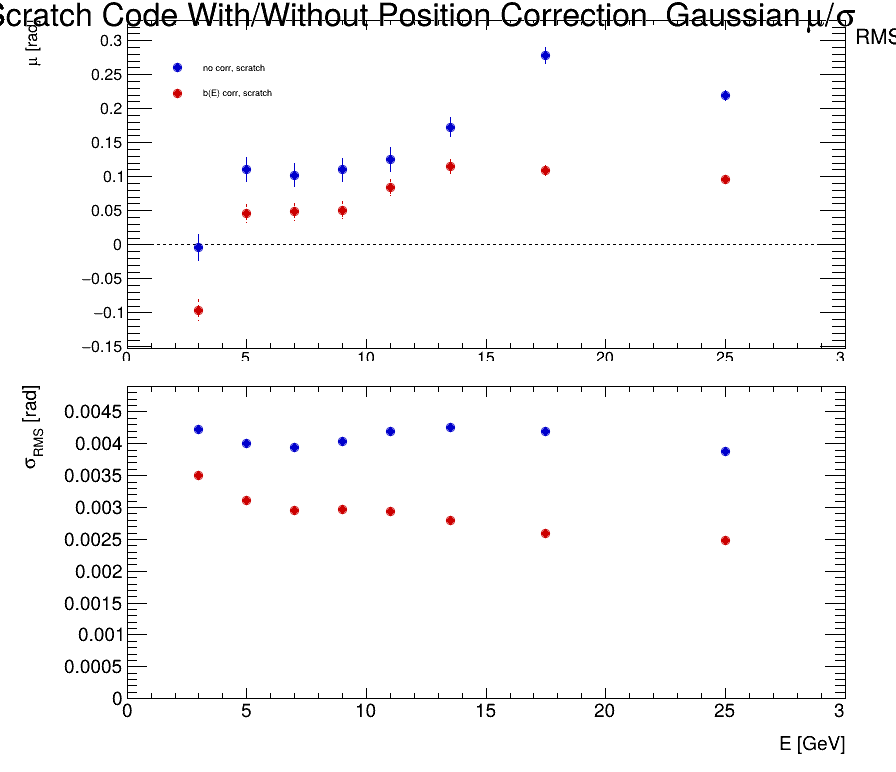 Scratch Code With/Without Position Correction Gaussian μ/σ
RMS
μ [rad]
0.3
0.25
0.2
0.15
0.1
0.05
0
−0.05
−0.1
−0.15
no corr, scratch
b(E) corr, scratch
0 5 10 15 20 25 3
σRMS [rad]
0.0045
0.004
0.0035
0.003
0.0025
0.002
0.0015
0.001
0.0005
0
0 5 10 15 20 25 3
E [GeV]